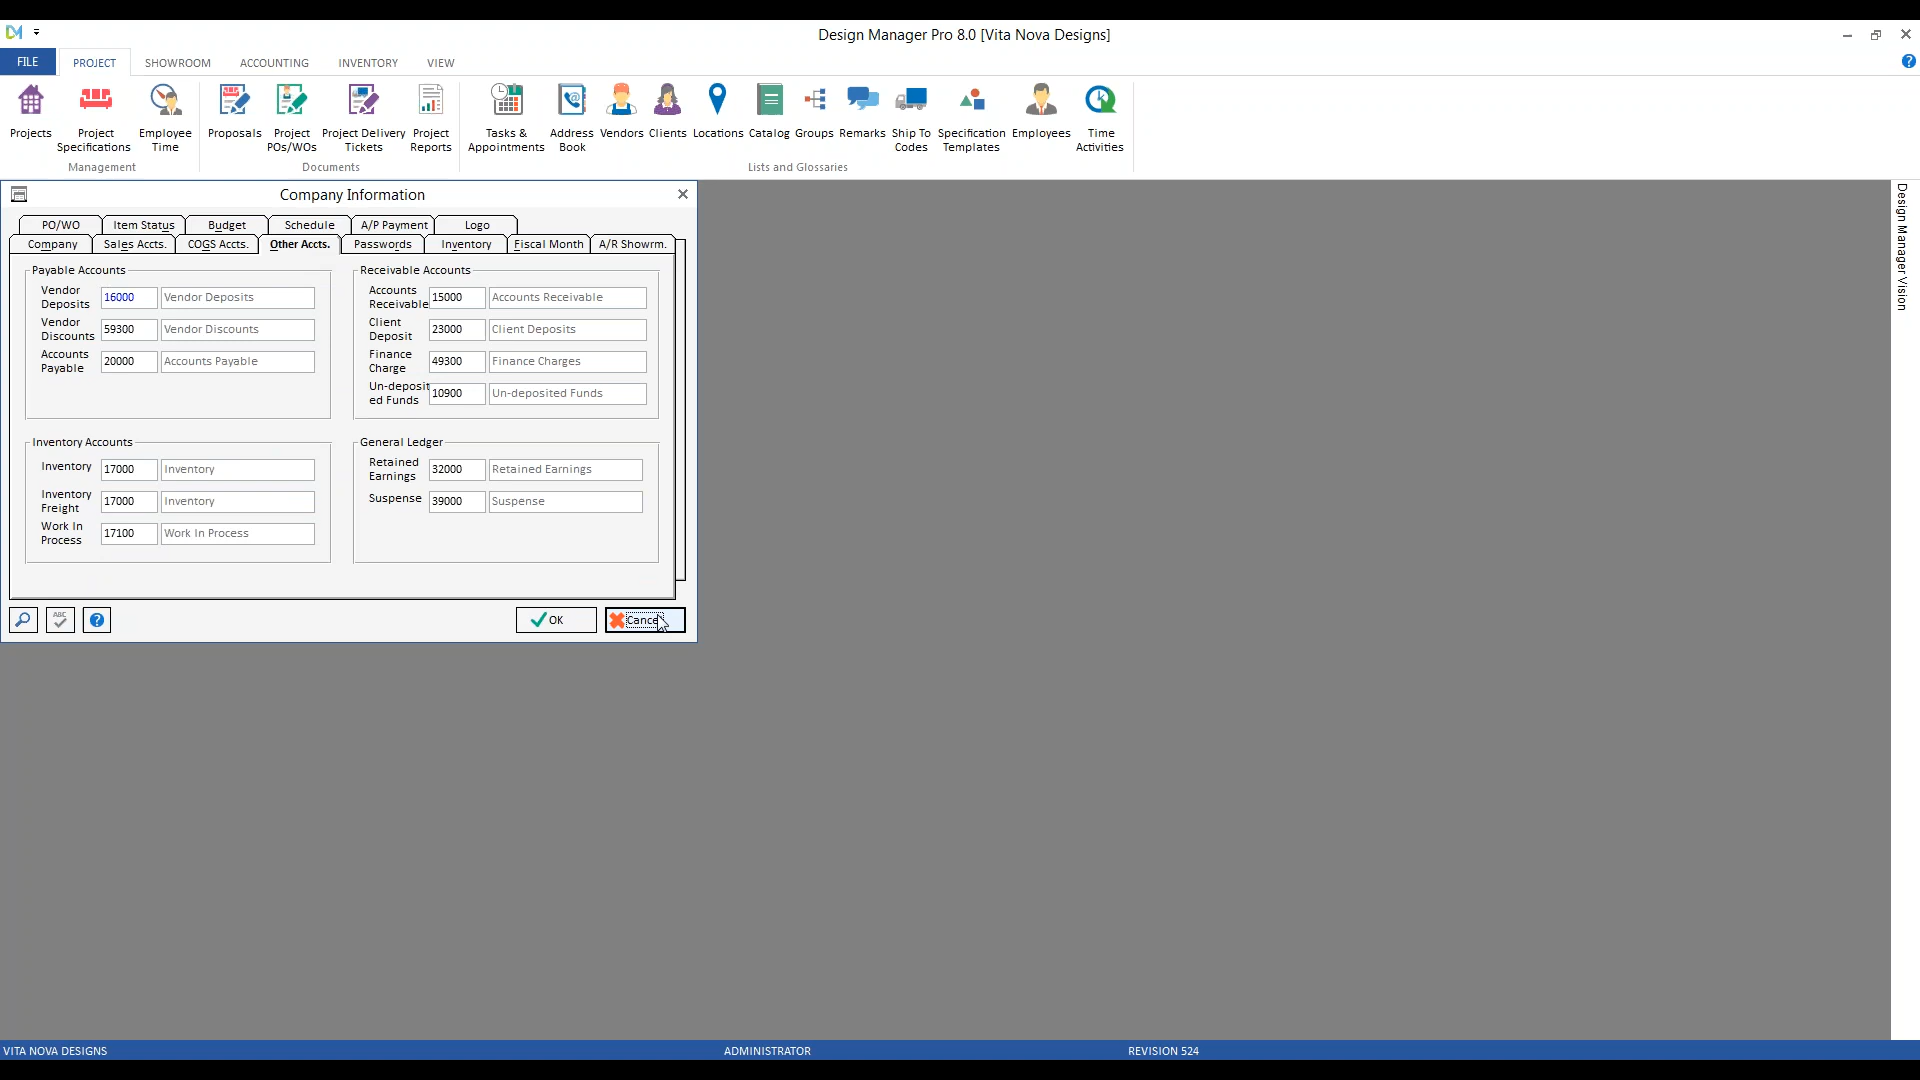 Design Manager Pro 8.0 [Vita Nova Designs]
FILE PROJECT SHOWROOM ACCOUNTING INVENTORY VIEW
Projects
Project Specifications
Employee Time
Management
Proposals
Project POs/WOs
Project Delivery Tickets
Project Reports
Documents
Tasks & Appointments
Address Book
Vendors
Clients
Locations
Catalog
Groups
Remarks
Ship To Codes
Specification Templates
Employees
Time Activities
Lists and Glossaries
Design Manager Vision
Company Information
PO/WO Item Status Budget Schedule A/P Payment Logo
Company Sales Accts. COGS Accts. Other Accts. Passwords Inventory Fiscal Month A/R Showrm.
Payable Accounts
Vendor Deposits 16000 Vendor Deposits
Vendor Discounts 59300 Vendor Discounts
Accounts Payable 20000 Accounts Payable
Receivable Accounts
Accounts Receivable 15000 Accounts Receivable
Client Deposit 23000 Client Deposits
Finance Charge 49300 Finance Charges
Un-deposit
ed Funds 10900 Un-deposited Funds
Inventory Accounts
Inventory 17000 Inventory
Inventory Freight 17000 Inventory
Work In Process 17100 Work In Process
General Ledger
Retained Earnings 32000 Retained Earnings
Suspense 39000 Suspense
ABC
OK
Cancel
VITA NOVA DESIGNS ADMINISTRATOR REVISION 524